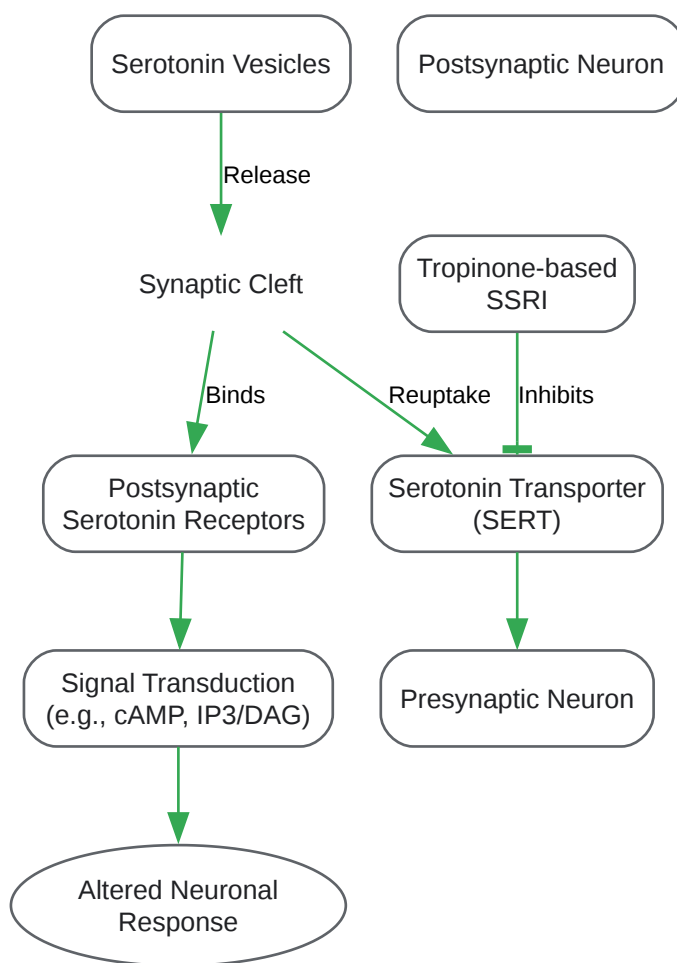 Serotonin Vesicles
Postsynaptic Neuron
Release
Synaptic Cleft
Tropinone-based
SSRI
Binds
Reuptake
Inhibits
Postsynaptic
Serotonin Receptors
Serotonin Transporter
(SERT)
Signal Transduction
(e.g., cAMP, IP3/DAG)
Presynaptic Neuron
Altered Neuronal
Response